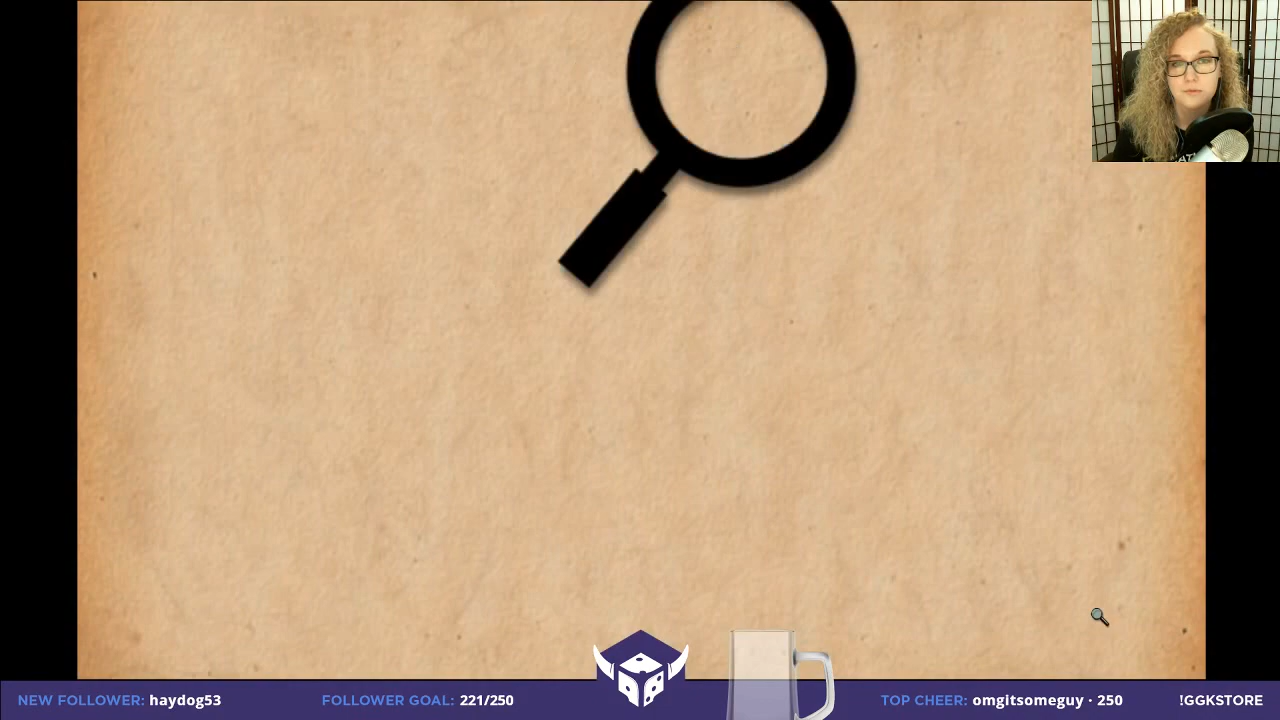 NEW FOLLOWER: haydog53
FOLLOWER GOAL: 221/250
TOP CHEER: omgitsomeguy · 250
!GGKSTORE